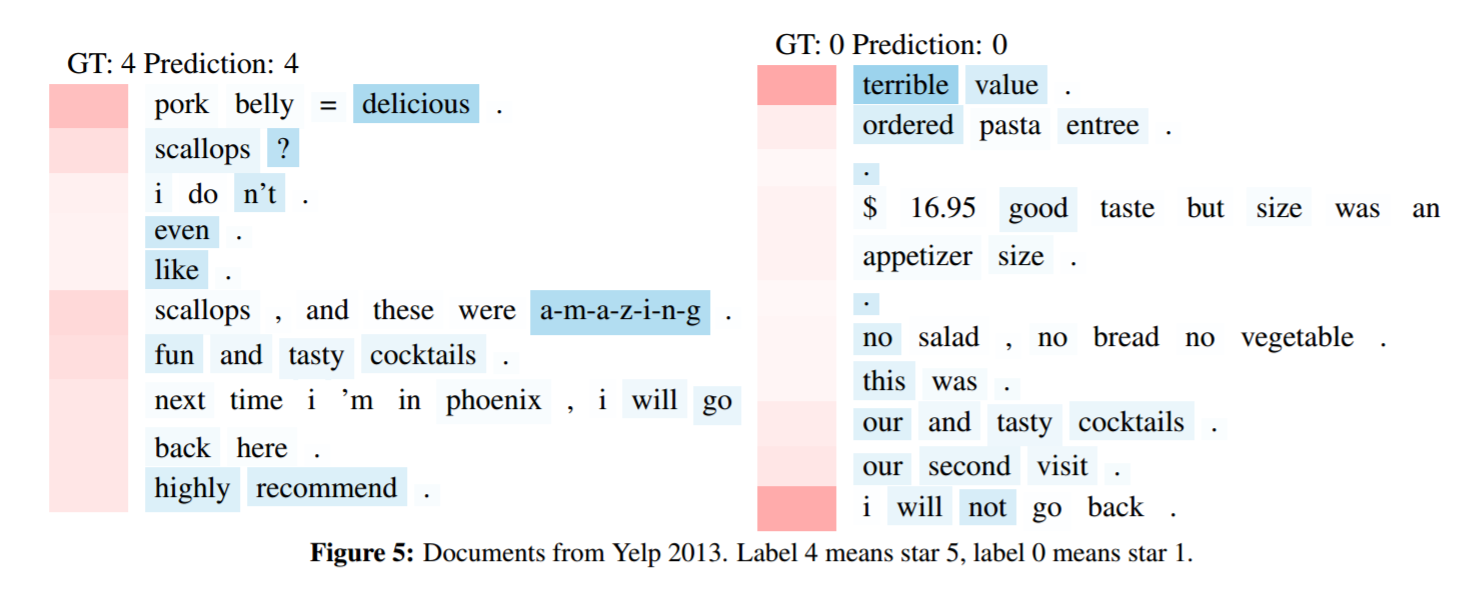 GT: 4 Prediction: 4
pork belly = delicious .
scallops ?
i do n't .
even .
like .
scallops , and these were a-m-a-z-i-n-g .
fun and tasty cocktails .
next time i 'm in phoenix , i will go
back here .
highly recommend .
GT: 0 Prediction: 0
terrible value .
ordered pasta entree .
.
$ 16.95 good taste but size was an
appetizer size .
.
no salad , no bread no vegetable .
this was .
our and tasty cocktails .
our second visit .
i will not go back .
Figure 5: Documents from Yelp 2013. Label 4 means star 5, label 0 means star 1.